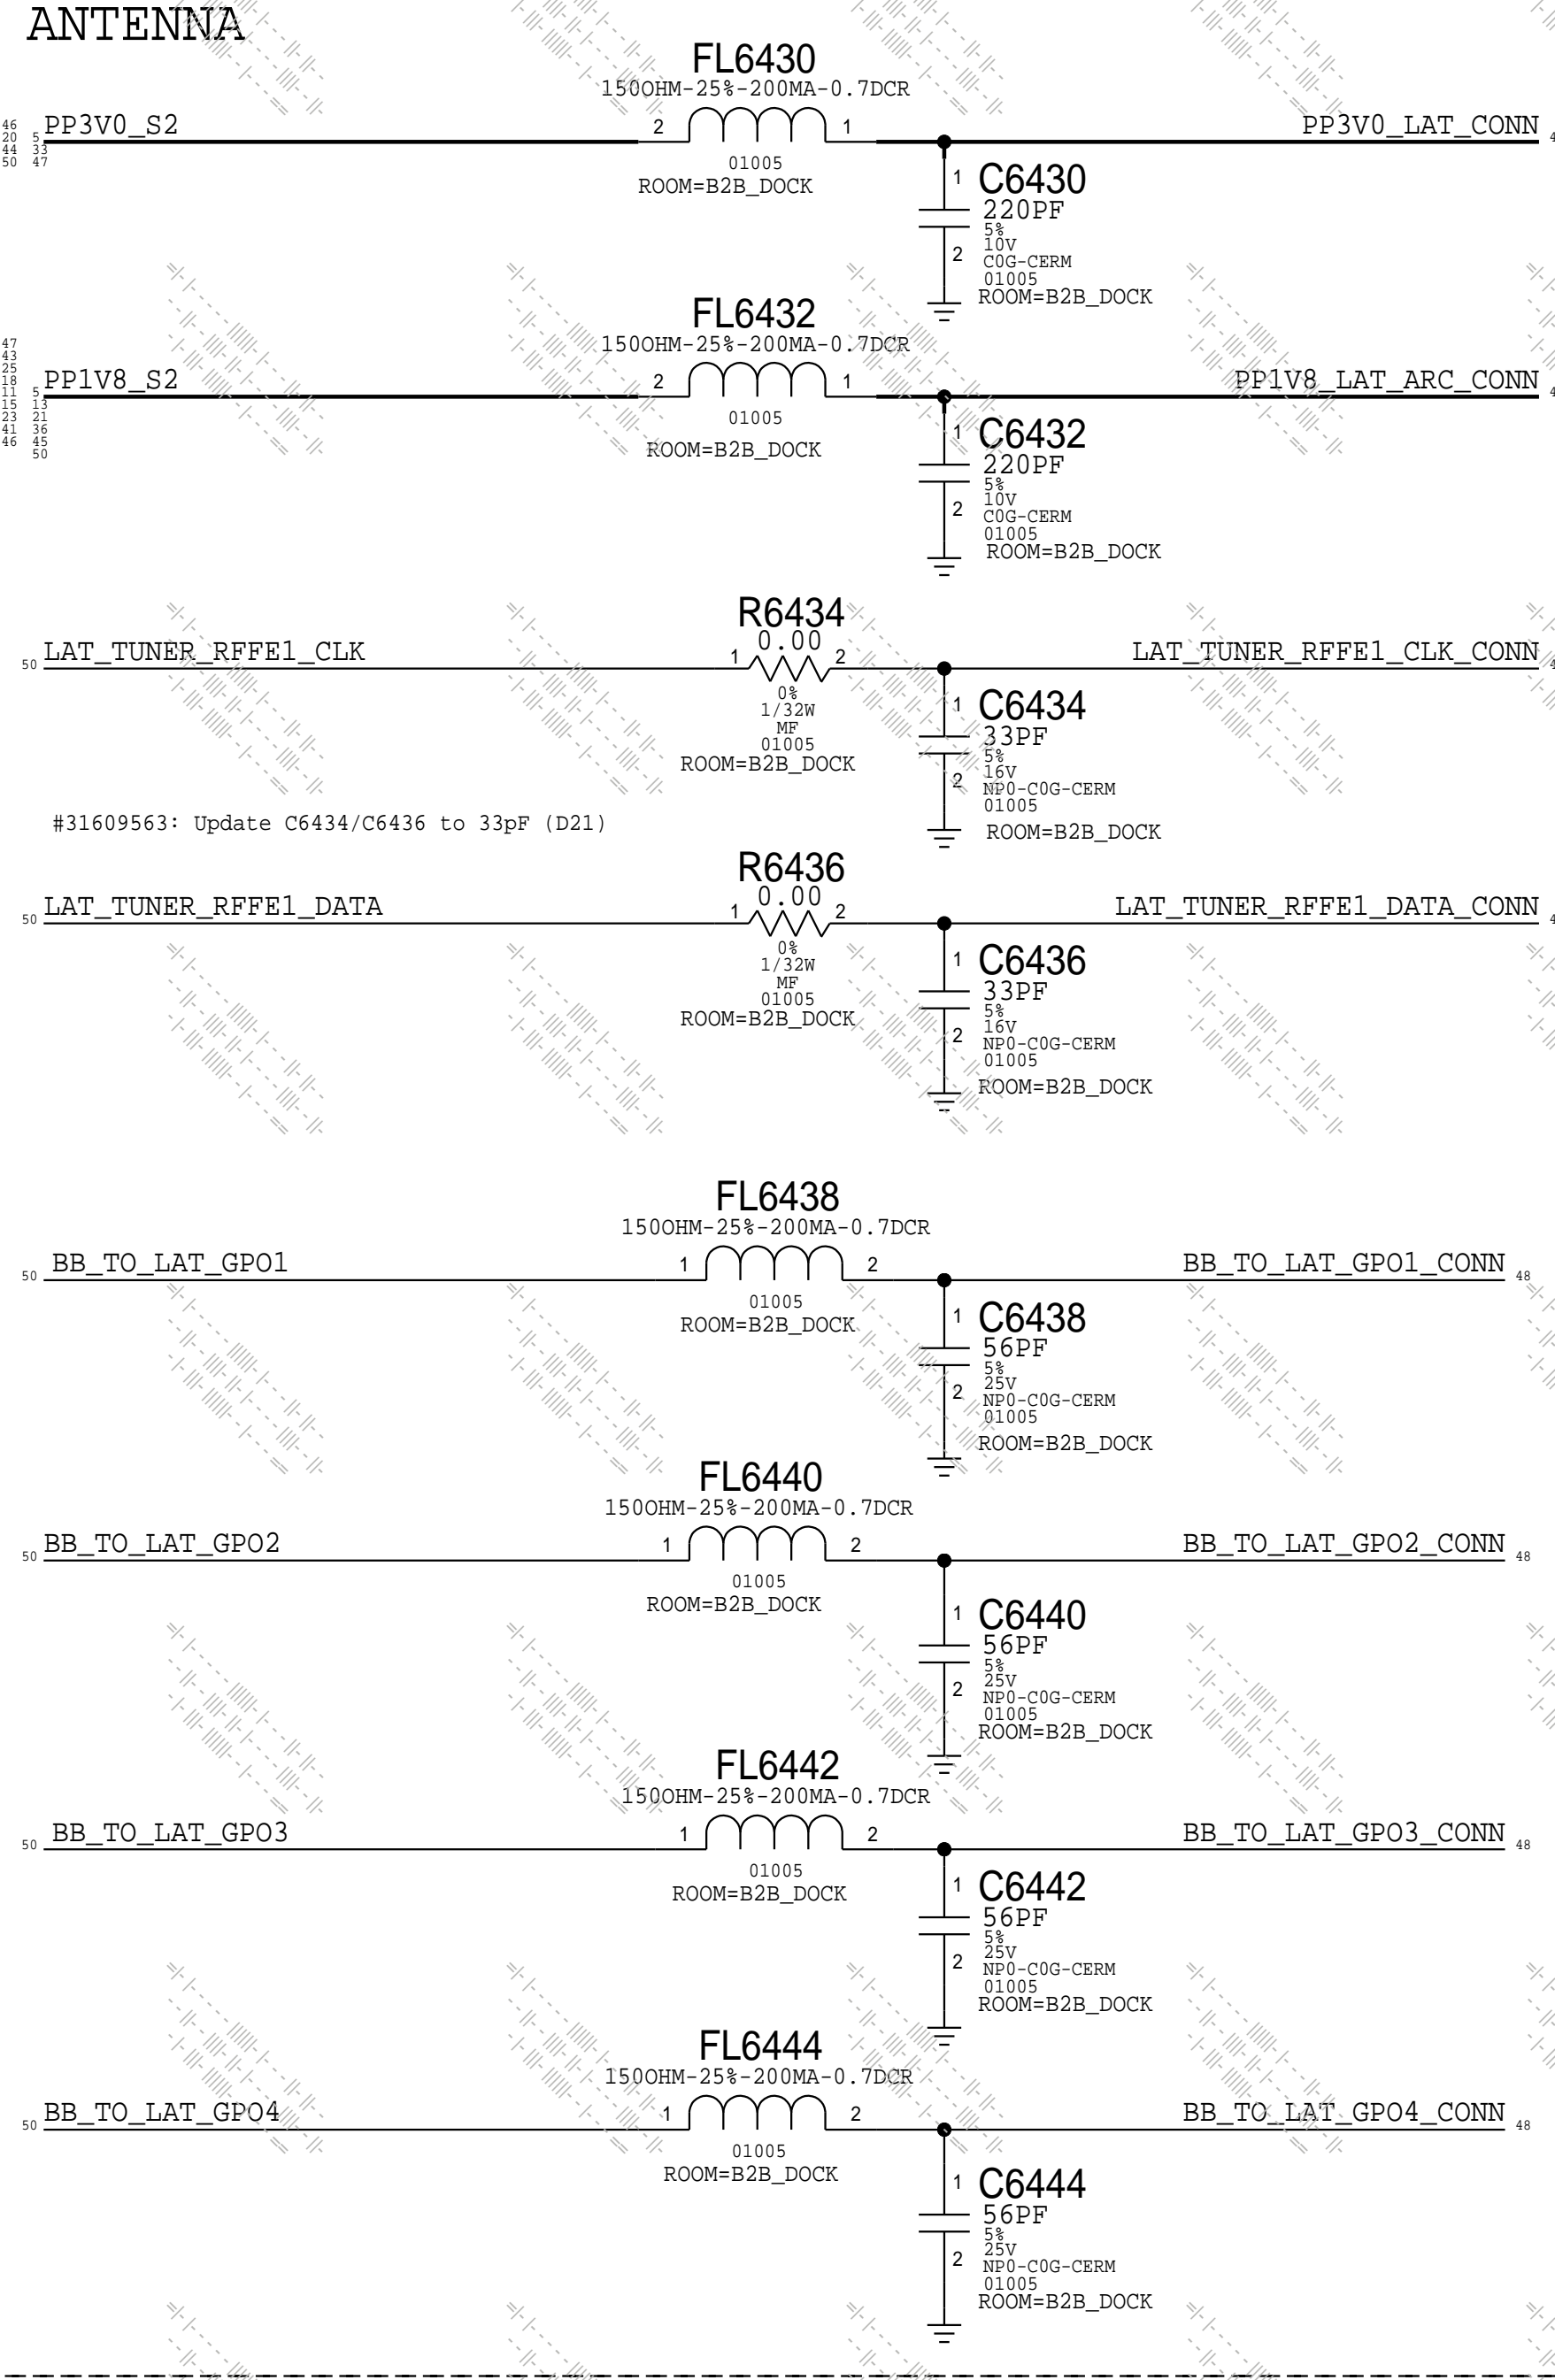 ANTENNA
FL6430
150OHM-25%-200MA-0.7DCR
46
20 5
44 33
50 47
PP3V0_S2
2
1
PP3V0_LAT_CONN
01005
ROOM=B2B_DOCK
1
C6430
220PF
5%
10V
2
C0G-CERM
01005
ROOM=B2B_DOCK
FL6432
150OHM-25%-200MA-0.7DCR
47
43
25
18
11 5
15 13
23 21
41 36
46 45
50
PP1V8_S2
2
1
PP1V8_LAT_ARC_CONN
01005
ROOM=B2B_DOCK
1
C6432
220PF
5%
10V
2
C0G-CERM
01005
ROOM=B2B_DOCK
R6434
0.00
50 LAT_TUNER_RFFE1_CLK
1
2
LAT_TUNER_RFFE1_CLK_CONN
0%
1/32W
MF
01005
ROOM=B2B_DOCK
1
C6434
33PF
5%
16V
2
NP0-C0G-CERM
01005
ROOM=B2B_DOCK
#31609563: Update C6434/C6436 to 33pF (D21)
R6436
0.00
50 LAT_TUNER_RFFE1_DATA
1
2
LAT_TUNER_RFFE1_DATA_CONN
0%
1/32W
MF
01005
ROOM=B2B_DOCK
1
C6436
33PF
5%
16V
2
NP0-C0G-CERM
01005
ROOM=B2B_DOCK
FL6438
150OHM-25%-200MA-0.7DCR
50 BB_TO_LAT_GPO1
1
2
BB_TO_LAT_GPO1_CONN 48
01005
ROOM=B2B_DOCK
1
C6438
56PF
5%
25V
2
NP0-C0G-CERM
01005
ROOM=B2B_DOCK
FL6440
150OHM-25%-200MA-0.7DCR
50 BB_TO_LAT_GPO2
1
2
BB_TO_LAT_GPO2_CONN 48
01005
ROOM=B2B_DOCK
1
C6440
56PF
5%
25V
2
NP0-C0G-CERM
01005
ROOM=B2B_DOCK
FL6442
150OHM-25%-200MA-0.7DCR
50 BB_TO_LAT_GPO3
1
2
BB_TO_LAT_GPO3_CONN 48
01005
ROOM=B2B_DOCK
1
C6442
56PF
5%
25V
2
NP0-C0G-CERM
01005
ROOM=B2B_DOCK
FL6444
150OHM-25%-200MA-0.7DCR
50 BB_TO_LAT_GPO4
1
2
BB_TO_LAT_GPO4_CONN 48
01005
ROOM=B2B_DOCK
1
C6444
56PF
5%
25V
2
NP0-C0G-CERM
01005
ROOM=B2B_DOCK